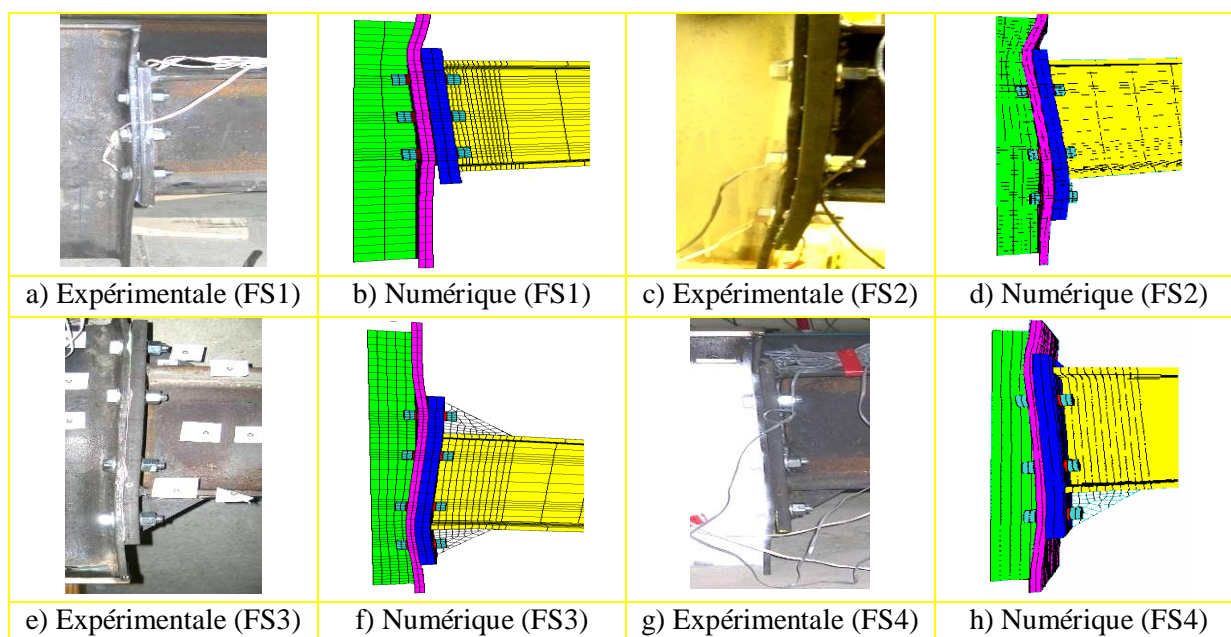 a) Expérimentale (FS1)
b) Numérique (FS1)
c) Expérimentale (FS2)
d) Numérique (FS2)
e) Expérimentale (FS3)
f) Numérique (FS3)
g) Expérimentale (FS4)
h) Numérique (FS4)